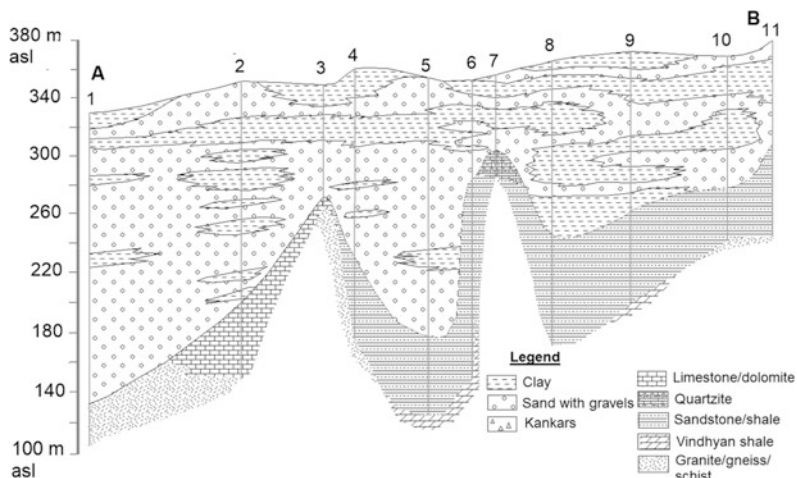 380 m
asl
340
300
260
220
180
140
100 m
asl
A
B
1
2
3
4
5
6
7
8
9
10
11
Legend
Clay
Sand with gravels
Kankars
Limestone/dolomite
Quartzite
Sandstone/shale
Vindhyan shale
Granite/gneiss/
schist